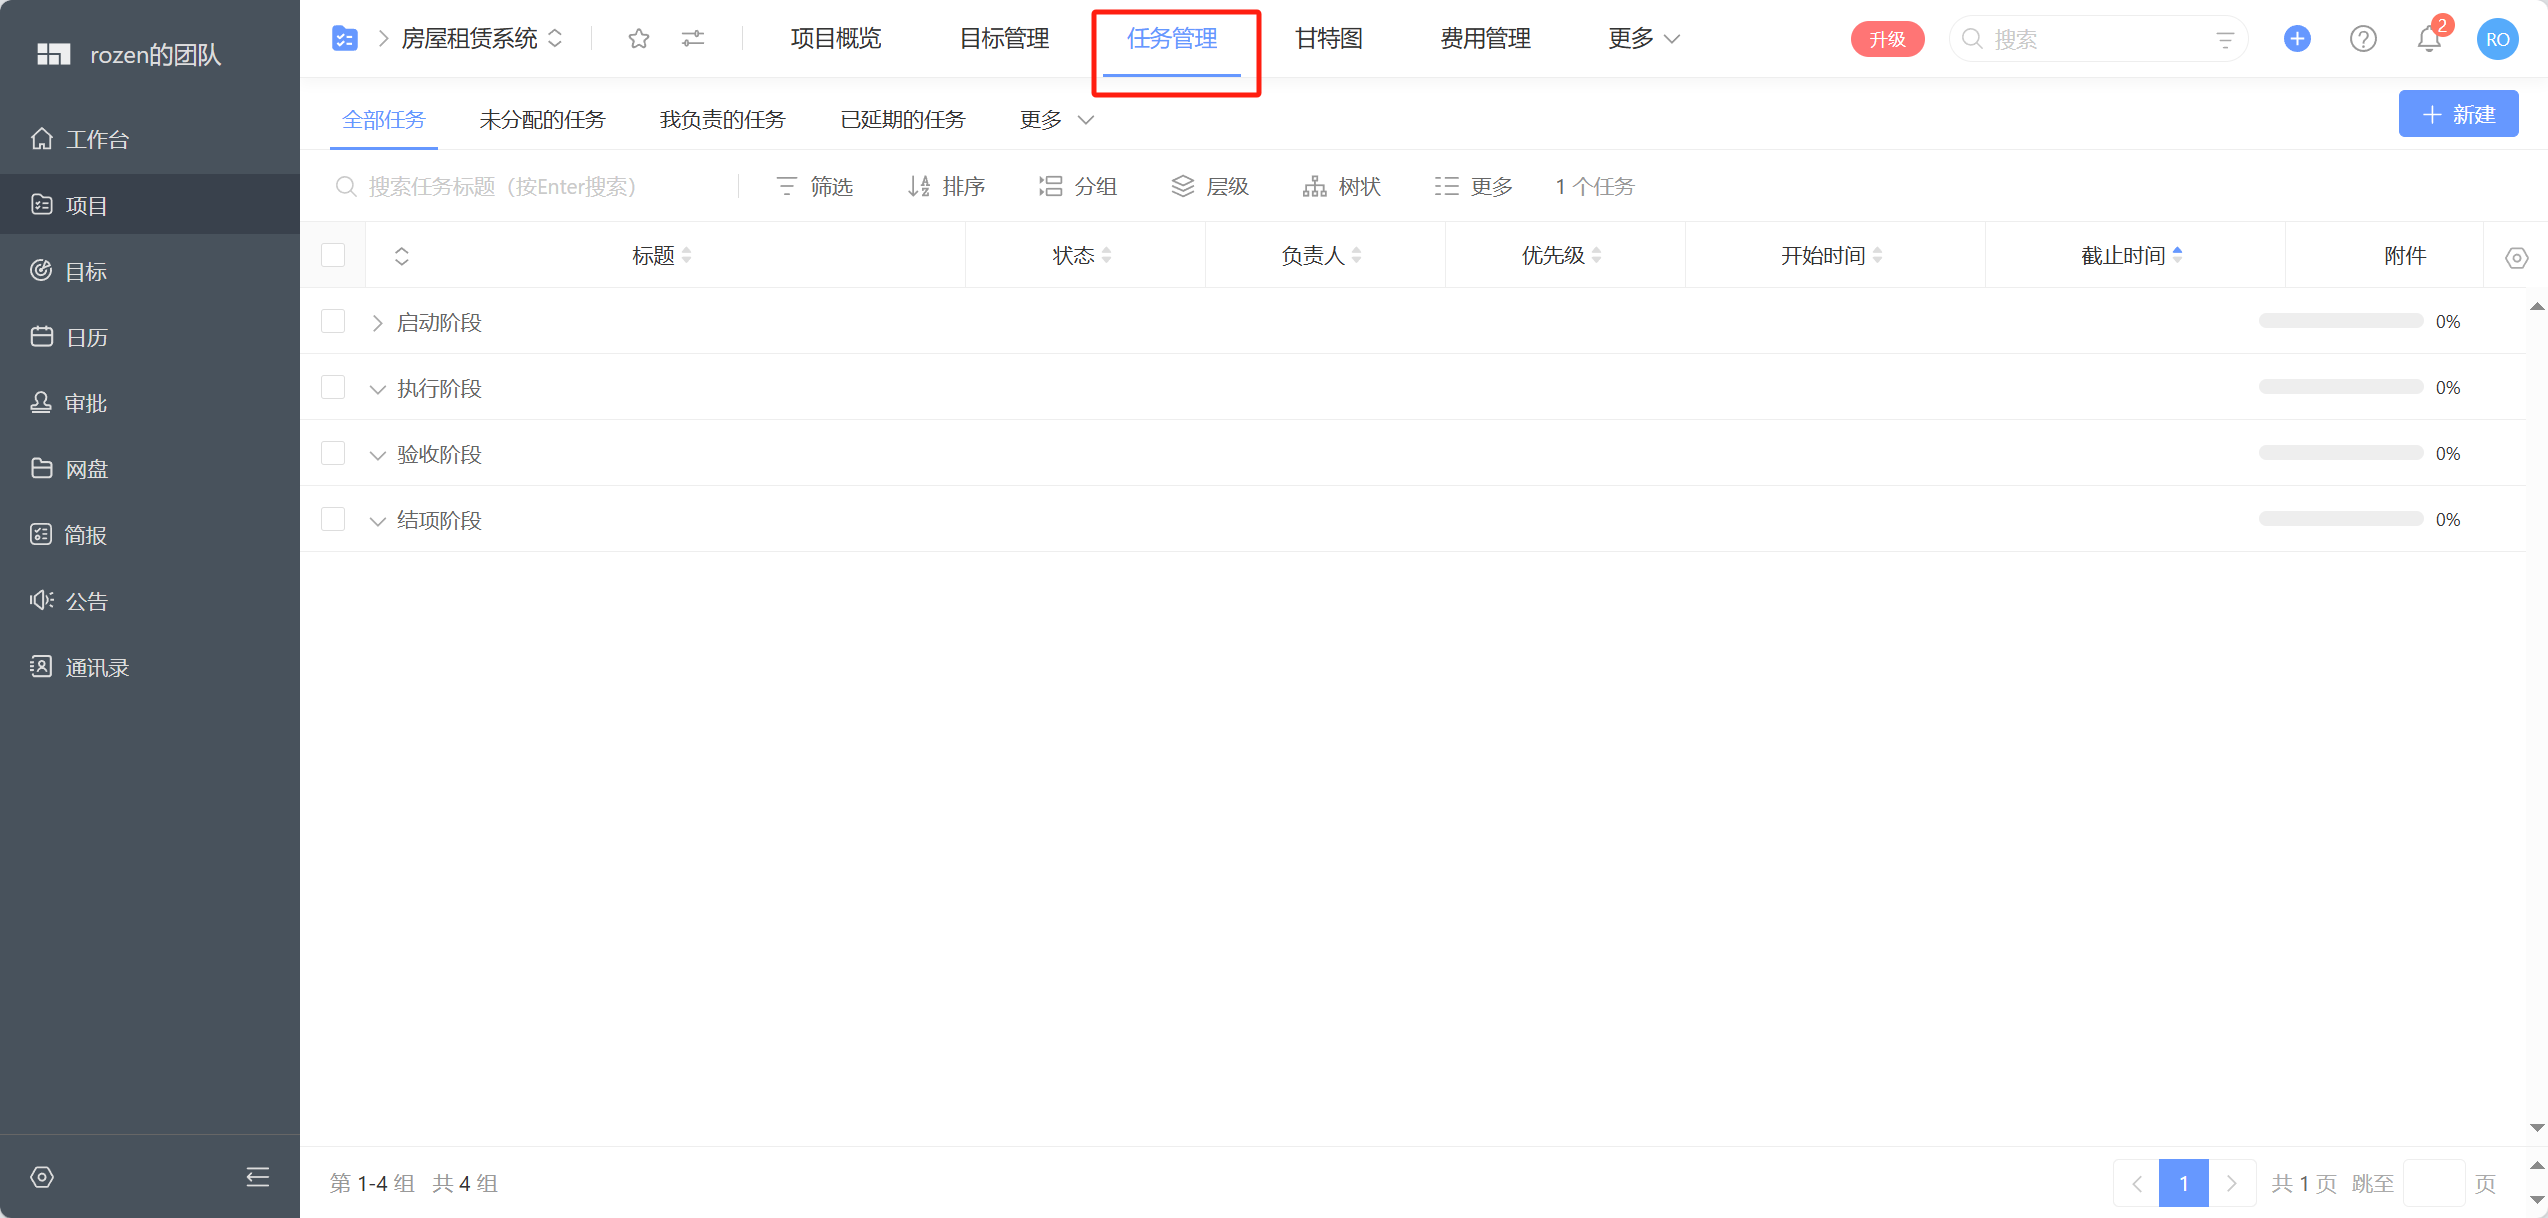 rozen的团队
工作台
项目
目标
日历
审批
网盘
简报
公告
通讯录
房屋租赁系统
项目概览
目标管理
任务管理
甘特图
费用管理
更多
升级
搜索
2
RO
全部任务
未分配的任务
我负责的任务
已延期的任务
更多
新建
搜索任务标题（按Enter搜索）
筛选
排序
分组
层级
树状
更多
1 个任务
标题
状态
负责人
优先级
开始时间
截止时间
附件
启动阶段
0%
执行阶段
0%
验收阶段
0%
结项阶段
0%
第 1-4 组 共 4 组
1
共 1 页 跳至
页